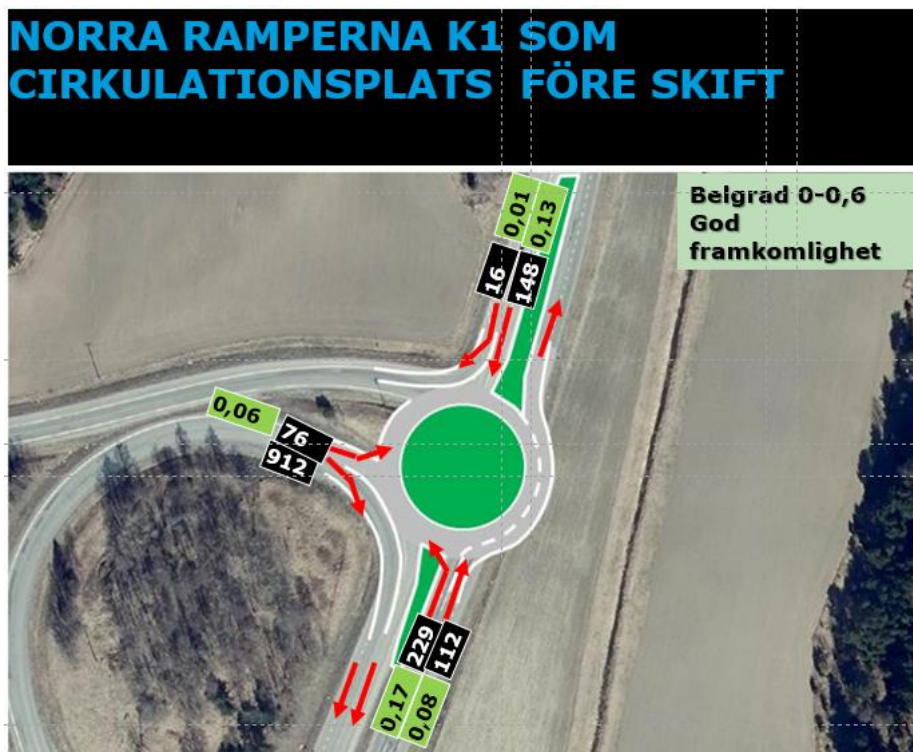 NORRA RAMPERNA K1 SOM
CIRKULATIONSPLATS FÖRE SKIFT
Belgrad 0-0,6
God
framkomlighet
0,01
0,13
16
148
0,06
76
912
229
112
0,17
0,08